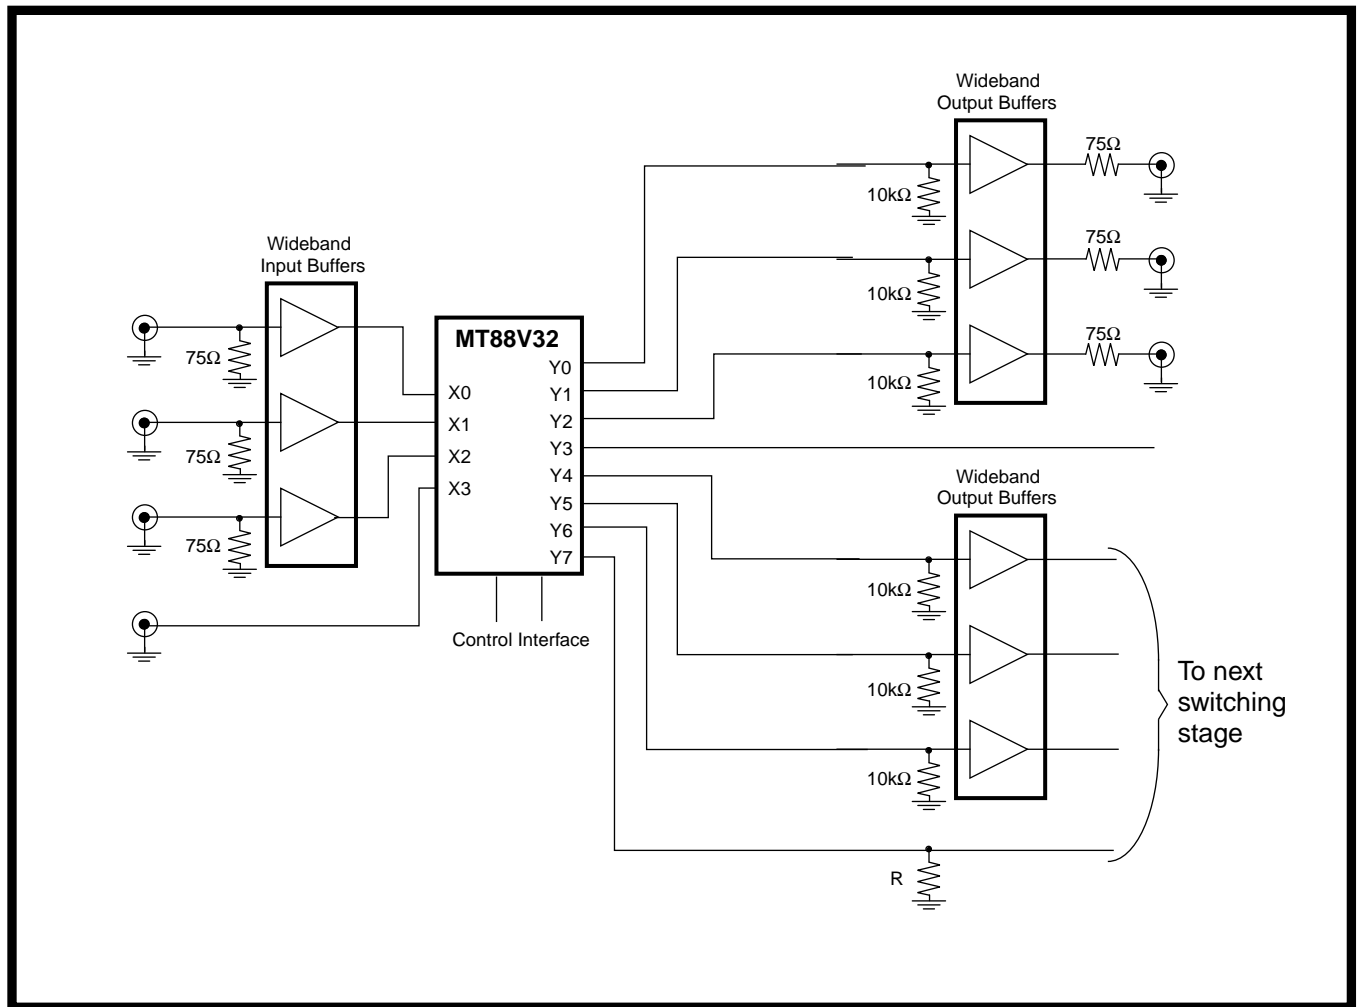 Wideband
Output Buffers
75Ω
10kΩ
75Ω
10kΩ
75Ω
10kΩ
Wideband
Input Buffers
75Ω
75Ω
75Ω
MT88V32
X0
X1
X2
X3
Y0
Y1
Y2
Y3
Y4
Y5
Y6
Y7
Control Interface
Wideband
Output Buffers
10kΩ
10kΩ
10kΩ
R
To next
switching
stage